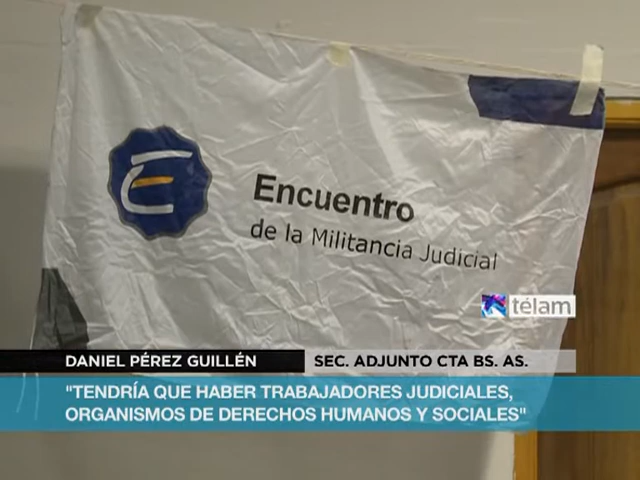 Encuentro
de la Militancia Judicial
télam
DANIEL PÉREZ GUILLÉN
SEC. ADJUNTO CTA BS. AS.
"TENDRÍA QUE HABER TRABAJADORES JUDICIALES,
ORGANISMOS DE DERECHOS HUMANOS Y SOCIALES"